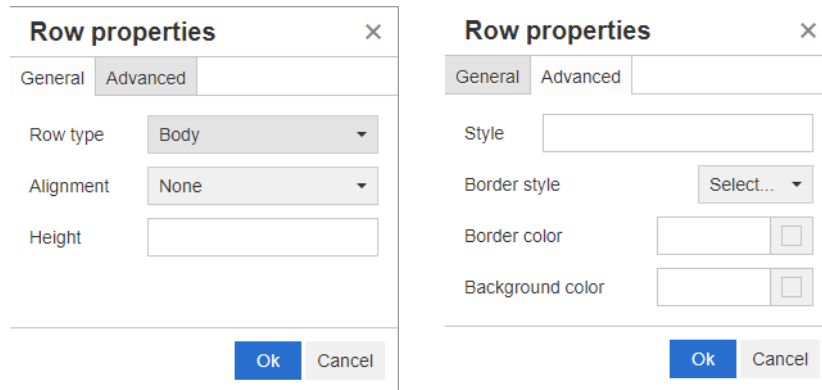 Row properties ×
General Advanced
Row type Body
Alignment None
Height
Ok Cancel
Row properties ×
General Advanced
Style
Border style Select...
Border color
Background color
Ok Cancel